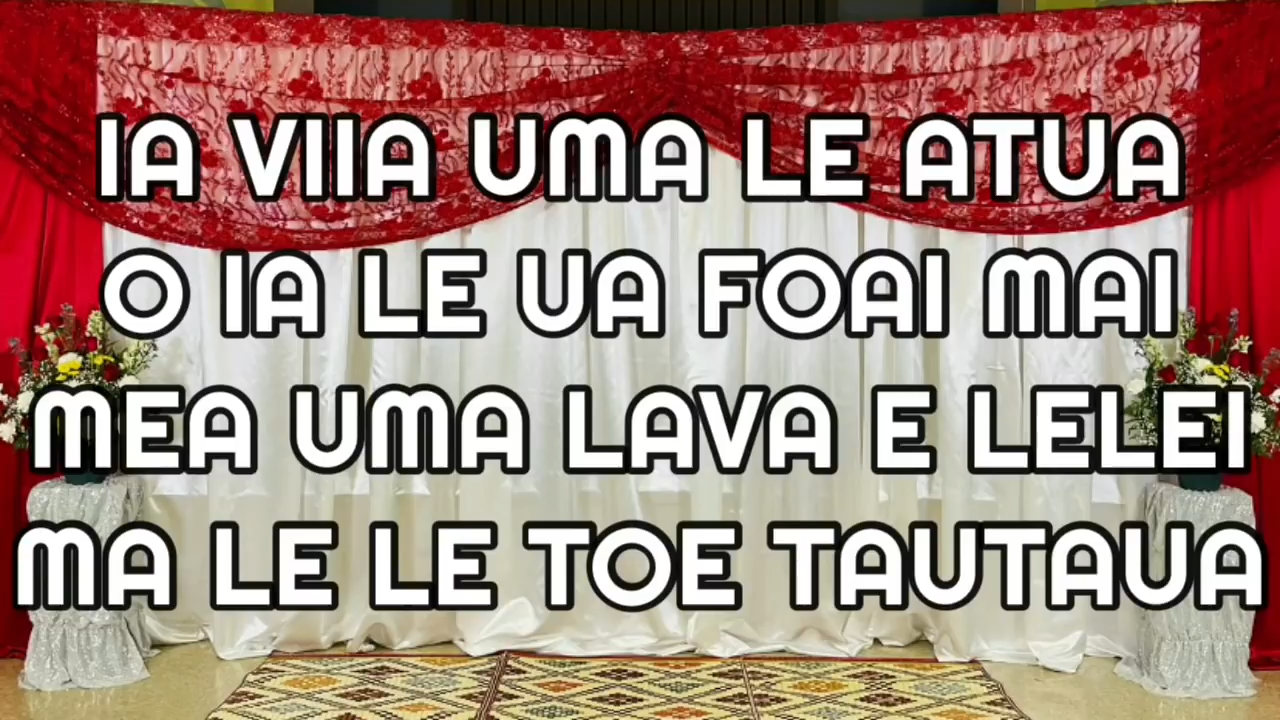 IA VIIA UMA LE ATUA
O IA LE UA FOAI MAI
MEA UMA LAVA E LELEI
MA LE LE TOE TAUTAUA